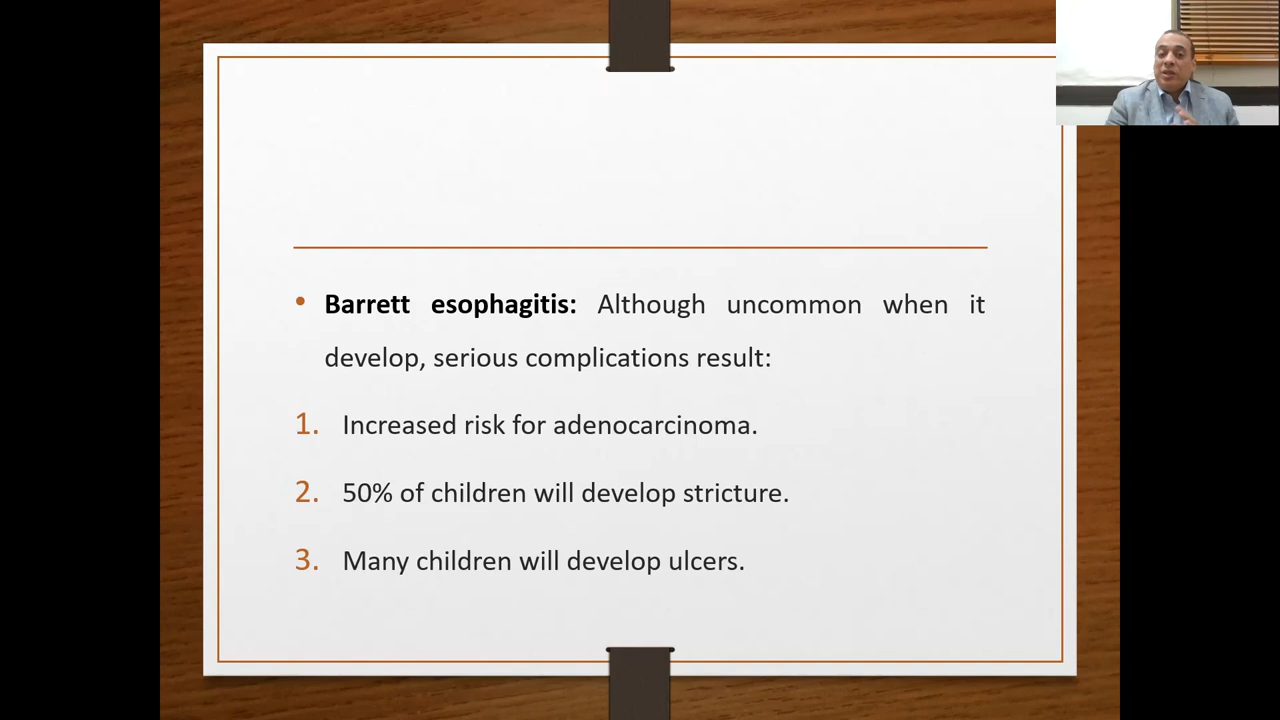 • Barrett esophagitis: Although uncommon when it
develop, serious complications result:
1. Increased risk for adenocarcinoma.
2. 50% of children will develop stricture.
3. Many children will develop ulcers.